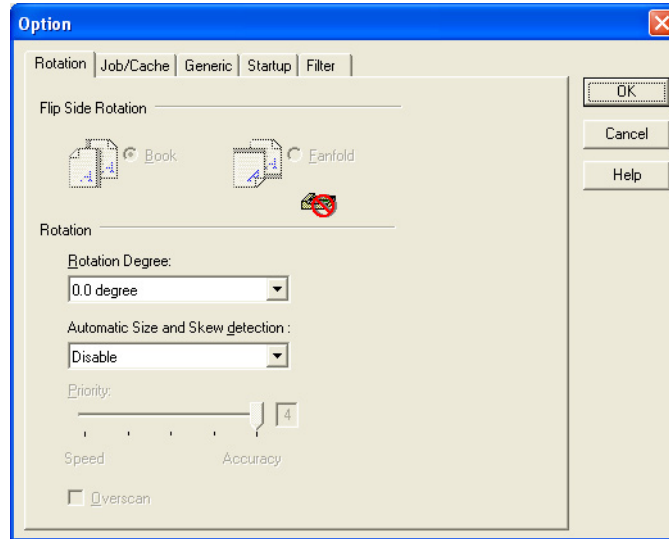 Option
Rotation Job/Cache Generic Startup Filter
OK
Cancel
Help
Flip Side Rotation
A A Book A Fanfold
Rotation
Rotation Degree:
0.0 degree
Automatic Size and Skew detection :
Disable
Priority:
4
Speed Accuracy
Overscan